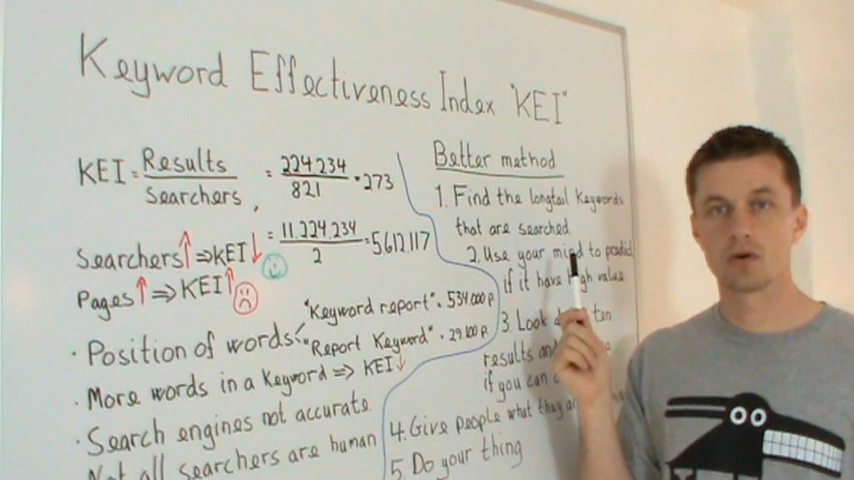 Keyword Effectiveness Index "KEI"
KEI = Results / Searchers, = 224.234 / 821 = 273
= 11.224.234 / 2 = 5612.117
Searchers ↑ ⇒ KEI ↓
Pages ↑ ⇒ KEI ↑
· Position of words
"Keyword report" · 534.000 p.
"Report Keyword" · 29.100 p.
· More words in a Keyword ⇒ KEI ↓
· Search engines not accurate
Not all searchers are human
Better method
1. Find the longtail keywords
that are searched
2. Use your mind to predict
if it have high value
3. Look ten
results and
if you can
4. Give people what they
5. Do your thing